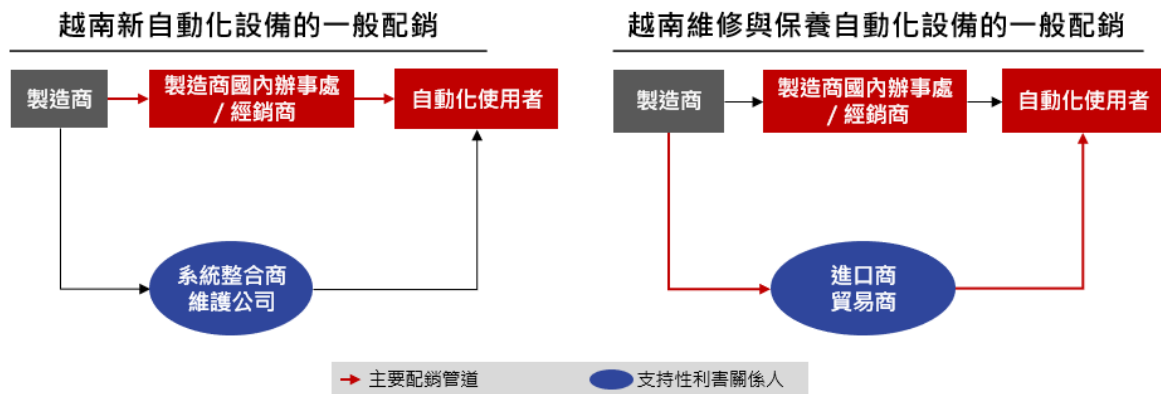 越南新自動化設備的一般配銷
製造商
製造商國內辦事處
/ 經銷商
自動化使用者
系統整合商
維護公司
越南維修與保養自動化設備的一般配銷
製造商
製造商國內辦事處
/ 經銷商
自動化使用者
進口商
貿易商
主要配銷管道
支持性利害關係人